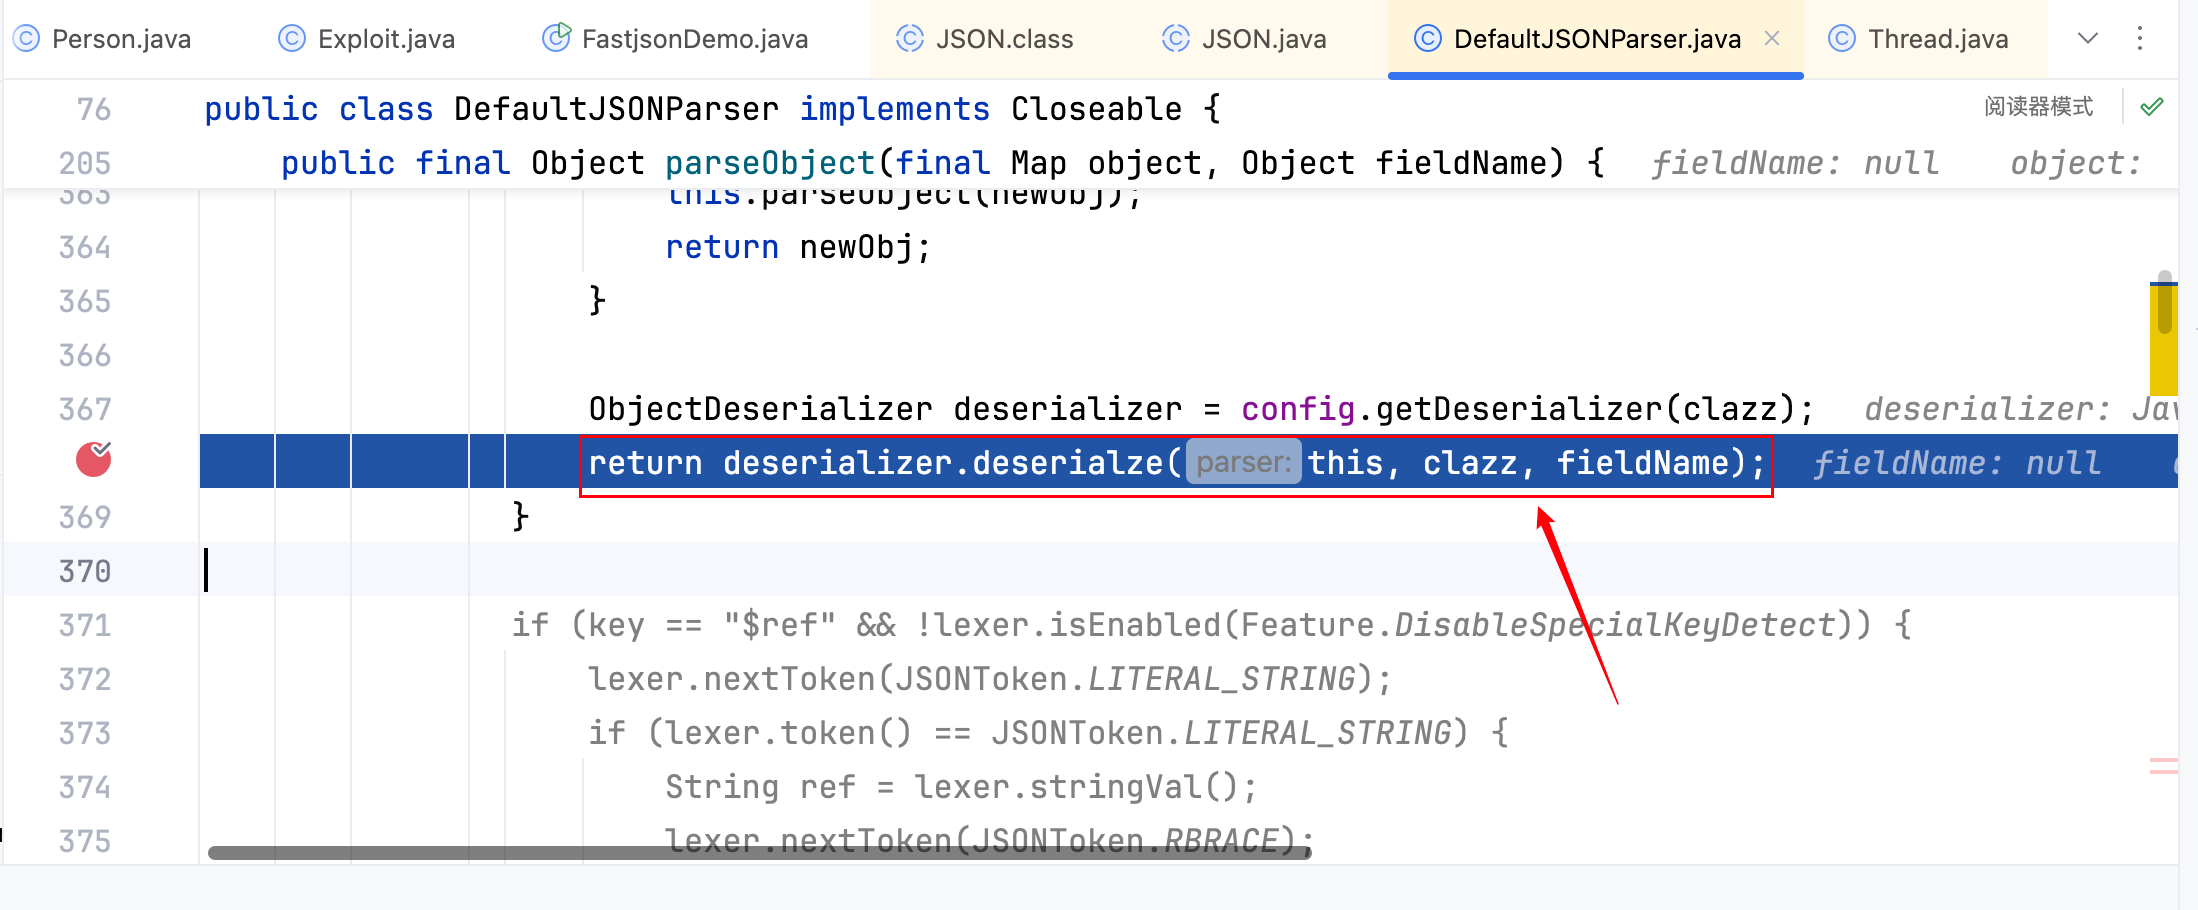 Person.java Exploit.java FastjsonDemo.java JSON.class JSON.java DefaultJSONParser.java Thread.java
76 public class DefaultJSONParser implements Closeable { 阅读器模式
205 public final Object parseObject(final Map object, Object fieldName) { fieldName: null object:
363 this.parseObject(newObj);
364 return newObj;
365 }
366
367 ObjectDeserializer deserializer = config.getDeserializer(clazz); deserializer: Jav
return deserializer.deserialze( parser: this, clazz, fieldName); fieldName: null
369 }
370
371 if (key == "$ref" && !lexer.isEnabled(Feature.DisableSpecialKeyDetect)) {
372 lexer.nextToken(JSONToken.LITERAL_STRING);
373 if (lexer.token() == JSONToken.LITERAL_STRING) {
374 String ref = lexer.stringVal();
375 lexer.nextToken(JSONToken.RBRACE);